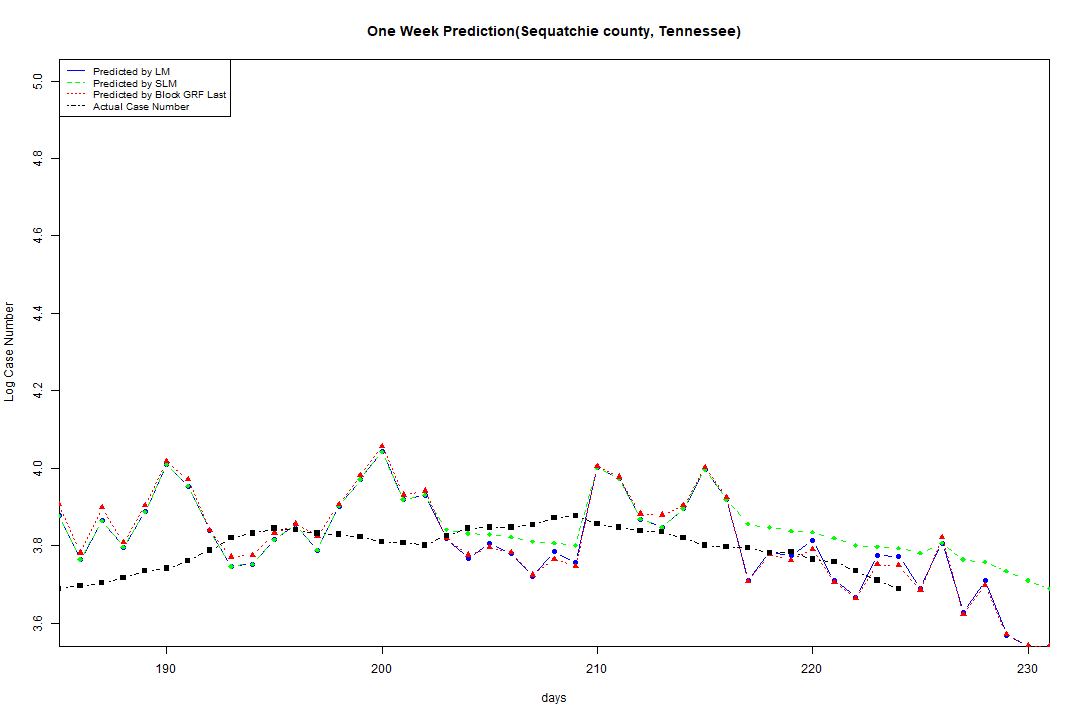 One Week Prediction(Sequatchie county, Tennessee)
Predicted by LM
Predicted by SLM
Predicted by Block GRF Last
Actual Case Number
5.0
4.8
4.6
4.4
4.2
4.0
3.8
3.6
Log Case Number
190 200 210 220 230
days